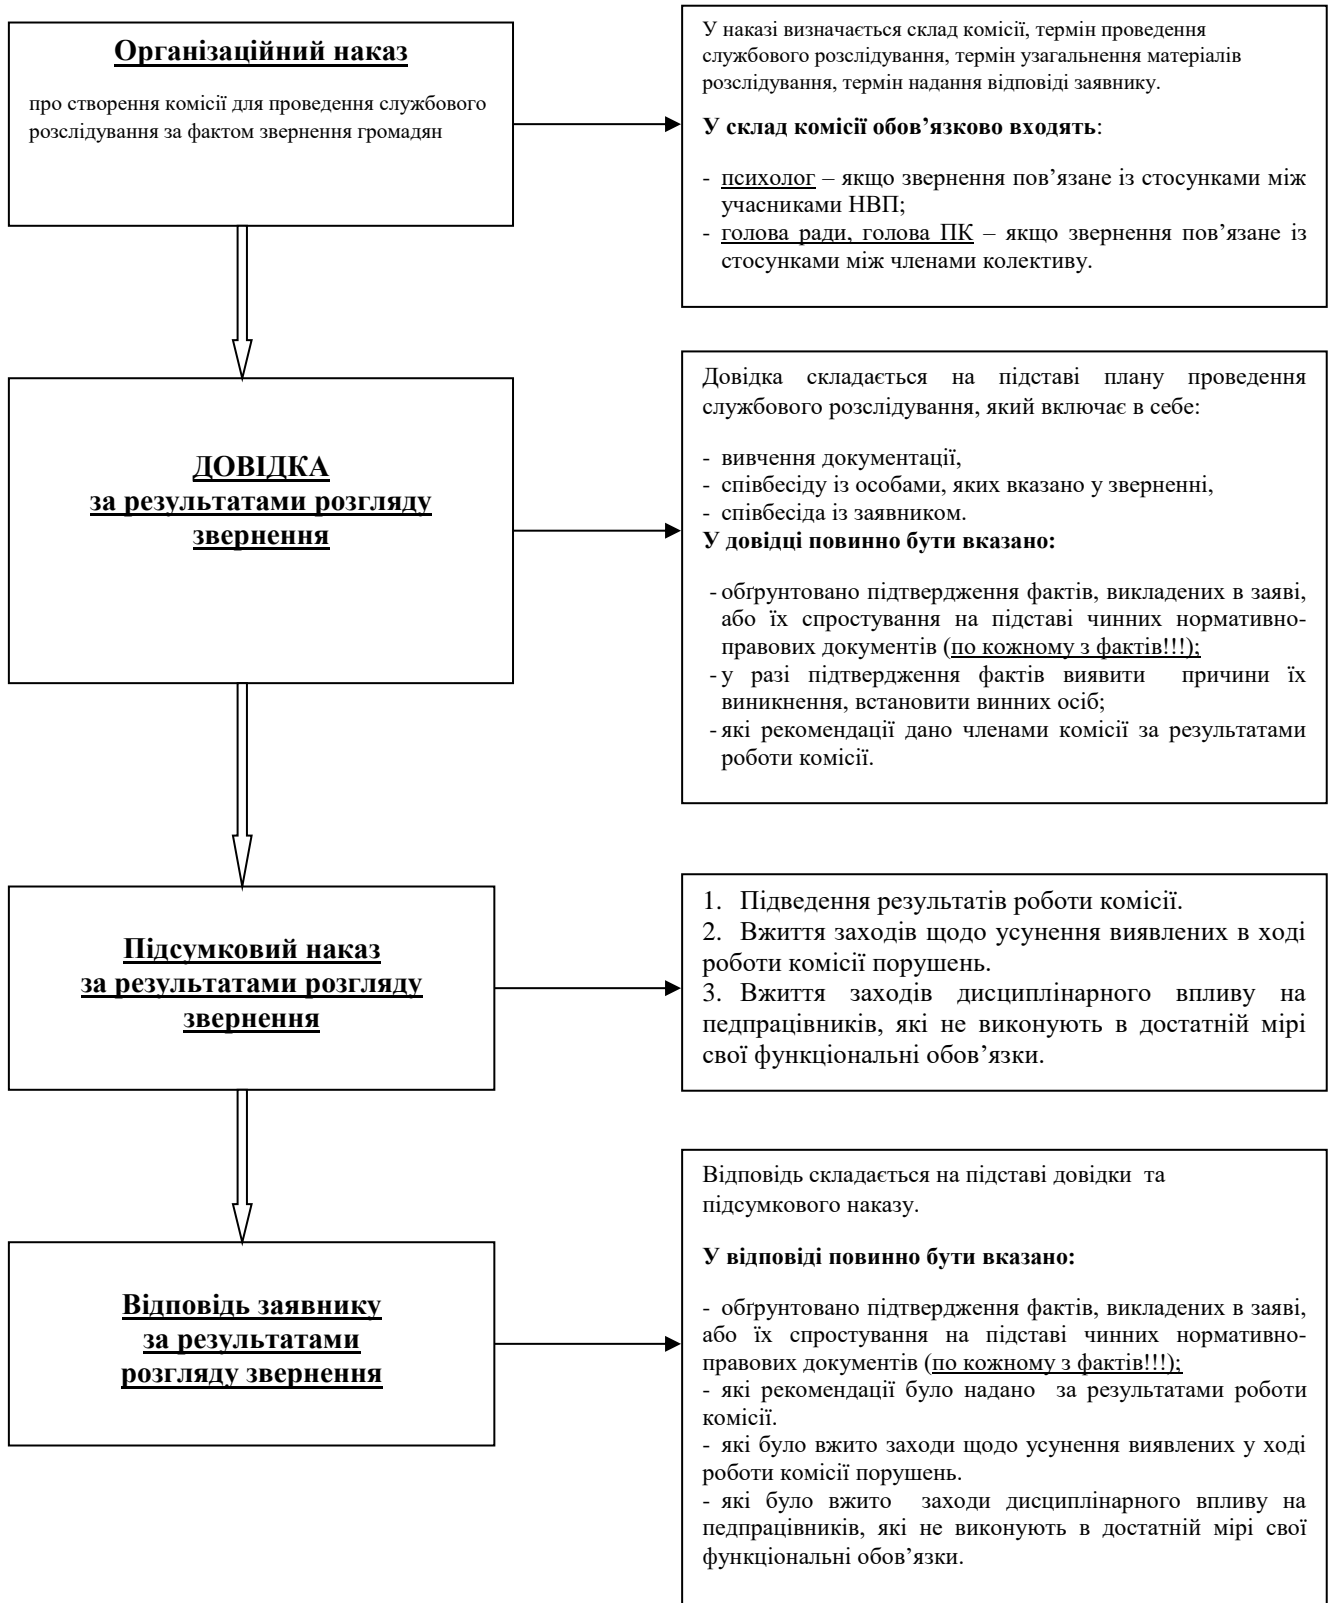 Організаційний наказ
про створення комісії для проведення службового
розслідування за фактом звернення громадян
У наказі визначається склад комісії, термін проведення
службового розслідування, термін узагальнення матеріалів
розслідування, термін надання відповіді заявнику.
У склад комісії обов’язково входять:
- психолог – якщо звернення пов’язане із стосунками між
учасниками НВП;
- голова ради, голова ПК – якщо звернення пов’язане із
стосунками між членами колективу.
ДОВІДКА
за результатами розгляду
звернення
Довідка складається на підставі плану проведення
службового розслідування, який включає в себе:
- вивчення документації,
- співбесіду із особами, яких вказано у зверненні,
- співбесіда із заявником.
У довідці повинно бути вказано:
- обґрунтовано підтвердження фактів, викладених в заяві,
або їх спростування на підставі чинних нормативно-
правових документів (по кожному з фактів!!!);
- у разі підтвердження фактів виявити причини їх
виникнення, встановити винних осіб;
- які рекомендації дано членами комісії за результатами
роботи комісії.
Підсумковий наказ
за результатами розгляду
звернення
1. Підведення результатів роботи комісії.
2. Вжиття заходів щодо усунення виявлених в ході
роботи комісії порушень.
3. Вжиття заходів дисциплінарного впливу на
педпрацівників, які не виконують в достатній мірі
свої функціональні обов’язки.
Відповідь заявнику
за результатами
розгляду звернення
Відповідь складається на підставі довідки та
підсумкового наказу.
У відповіді повинно бути вказано:
- обґрунтовано підтвердження фактів, викладених в заяві,
або їх спростування на підставі чинних нормативно-
правових документів (по кожному з фактів!!!);
- які рекомендації було надано за результатами роботи
комісії.
- які було вжито заходи щодо усунення виявлених у ході
роботи комісії порушень.
- які було вжито заходи дисциплінарного впливу на
педпрацівників, які не виконують в достатній мірі свої
функціональні обов’язки.